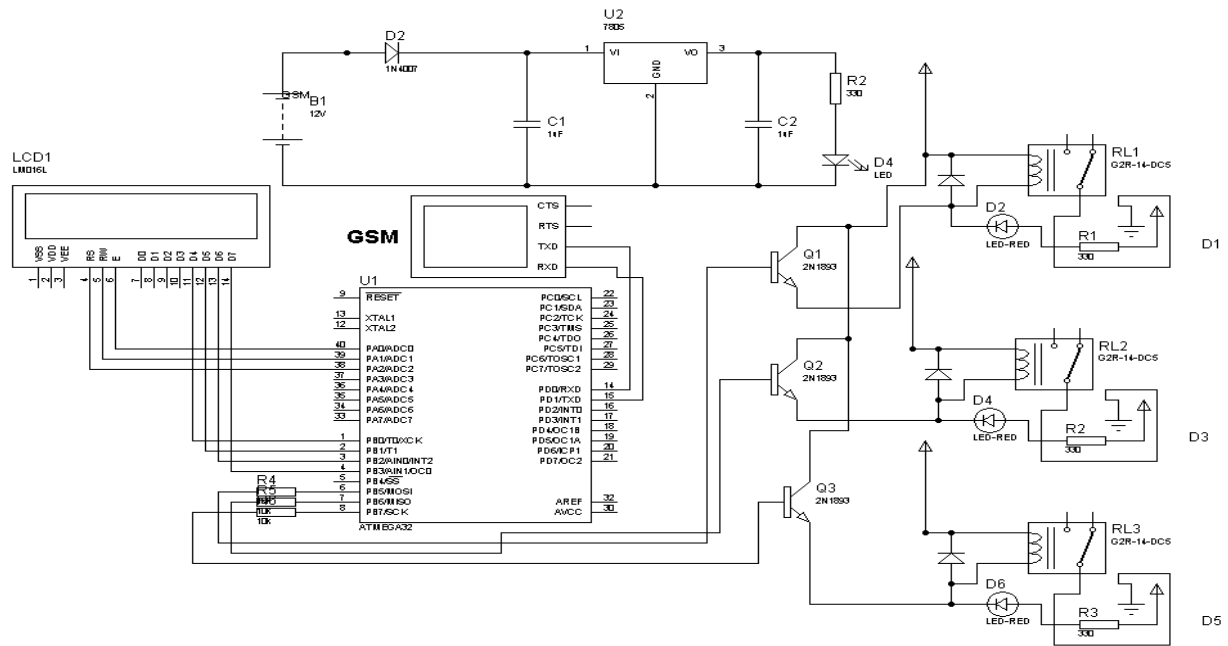 U2
7805
D2
1N4007
1 VI VO 3
GND
2
GSM
B1
12V
C1
1uF
C2
1uF
R2
330
D4
LED
LCD1
LM016L
VSS VDD VEE RS RW E D0 D1 D2 D3 D4 D5 D6 D7
1 2 3 4 5 6 7 8 9 10 11 12 13 14
GSM
CTS
RTS
TXD
RXD
U1
9 RESET PC0/SCL 22
PC1/SDA 23
13 XTAL1 PC2/TCK 24
12 XTAL2 PC3/TMS 25
PC4/TDO 26
40 PA0/ADC0 PC5/TDI 27
39 PA1/ADC1 PC6/TOSC1 28
38 PA2/ADC2 PC7/TOSC2 29
37 PA3/ADC3
36 PA4/ADC4 PD0/RXD 14
35 PA5/ADC5 PD1/TXD 15
34 PA6/ADC6 PD2/INT0 16
33 PA7/ADC7 PD3/INT1 17
PD4/OC1B 18
1 PB0/T0/XCK PD5/OC1A 19
2 PB1/T1 PD6/ICP1 20
3 PB2/AIN0/INT2 PD7/OC2 21
4 PB3/AIN1/OC0
5 PB4/SS
6 PB5/MOSI
7 PB6/MISO AREF 32
8 PB7/SCK AVCC 30
ATMEGA32
R4
R5
10k
10k
Q1
2N1893
Q2
2N1893
Q3
2N1893
RL1
G2R-14-DC5
D2
LED-RED
R1
330
D1
RL2
G2R-14-DC5
D4
LED-RED
R2
330
D3
RL3
G2R-14-DC5
D6
LED-RED
R3
330
D5